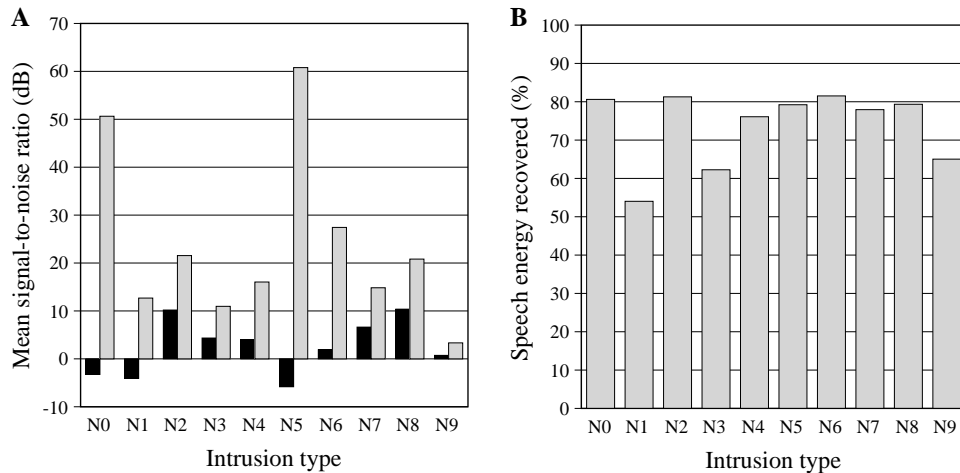 A
Mean signal-to-noise ratio (dB)
70
60
50
40
30
20
10
0
-10
N0 N1 N2 N3 N4 N5 N6 N7 N8 N9
Intrusion type
B
Speech energy recovered (%)
100
90
80
70
60
50
40
30
20
10
0
N0 N1 N2 N3 N4 N5 N6 N7 N8 N9
Intrusion type